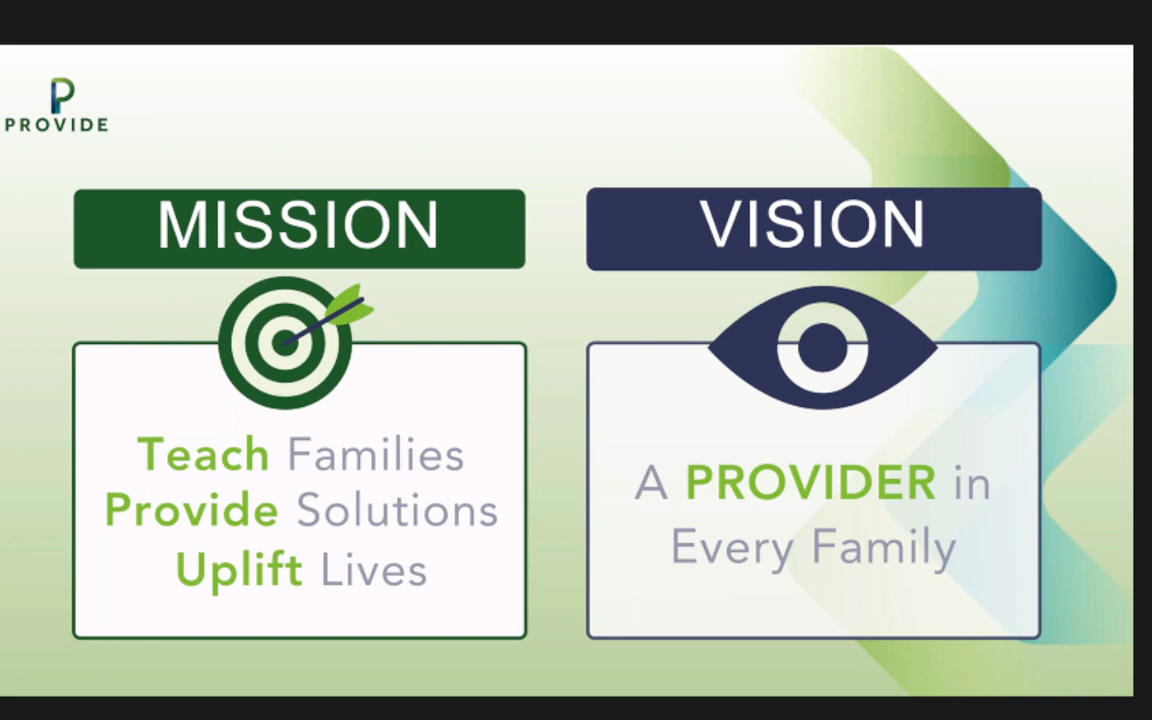 PROVIDE
MISSION
Teach Families
Provide Solutions
Uplift Lives
VISION
A PROVIDER in
Every Family